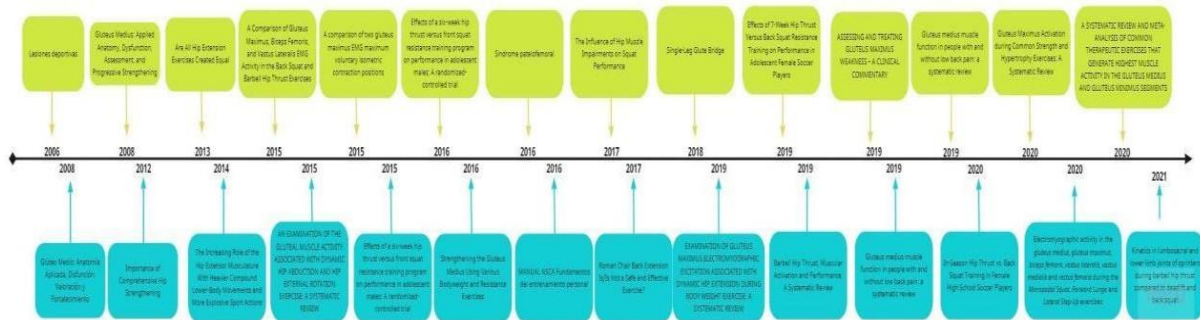 Lesiones deportivas
Gluteus Medius: Applied
Anatomy, Dysfunction,
Assessment, and
Progressive Strengthening
Are All Hip Extension
Exercises Created Equal
A Comparison of Gluteus
Maximus, Biceps Femoris, and
Vastus Lateralis EMG
Activity in the Back Squat and
Barbell Hip Thrust Exercises
A comparison of two gluteus
maximus EMG maximum
voluntary isometric
contraction positions
Effects of a six-week hip
thrust versus front squat
resistance training program
on performance in adolescent
males: A randomized-
controlled trial
Sindrome patelofemoral
The Influence of Hip Muscle
Impairments on Squat
Performance
Single-Leg Glute Bridge
Effects of 7-Week Hip Thrust
Versus Back Squat Resistance
Training on Performance in
Adolescent Female Soccer
Players
ASSESSING AND TREATING
GLUTEUS MAXIMUS
WEAKNESS – A CLINICAL
COMMENTARY
Gluteus medius muscle
function in people with and
without low back pain: a
systematic review
Gluteus Maximus Activation
during Common Strength and
Hypertrophy Exercises: A
Systematic Review
A SYSTEMATIC REVIEW AND META-
ANALYSIS OF COMMON
THERAPEUTIC EXERCISES THAT
GENERATE HIGHEST MUSCLE
ACTIVITY IN THE GLUTEUS MEDIUS
AND GLUTEUS MINIMUS SEGMENTS
2006
2008
2013
2015
2015
2016
2016
2017
2018
2019
2019
2019
2020
2020
2008
2012
2014
2015
2015
2016
2016
2017
2019
2019
2019
2020
2020
2021
Gluteo Medio: Anatomia
Aplicada, Disfuncion,
Valoración y
Fortalecimiento
Importance of
Comprehensive Hip
Strengthening
The Increasing Role of the
Hip Extensor Musculature
With Heavier Compound
Lower-Body Movements and
More Explosive Sport Actions
AN EXAMINATION OF THE
GLUTEAL MUSCLE ACTIVITY
ASSOCIATED WITH DYNAMIC
HIP ABDUCTION AND HIP
EXTERNAL ROTATION
EXERCISE: A SYSTEMATIC
REVIEW
Effects of a six-week hip
thrust versus front squat
resistance training program
on performance in adolescent
males: A randomized-
controlled trial
Strengthening the Gluteus
Medius Using Various
Bodyweight and Resistance
Exercises
MANUAL NSCA Fundamentos
del entrenamiento personal
Roman Chair Back Extension
Is/Is Not a Safe and Effective
Exercise?
EXAMINATION OF GLUTEUS
MAXIMUS ELECTROMYOGRAPHIC
EXCITATION ASSOCIATED WITH
DYNAMIC HIP EXTENSION DURING
BODY WEIGHT EXERCISE: A
SYSTEMATIC REVIEW
Barbell Hip Thrust, Muscular
Activation and Performance:
A Systematic Review
Gluteus medius muscle
function in people with and
without low back pain: a
systematic review
In-Season Hip Thrust vs. Back
Squat Training in Female
High School Soccer Players
Electromyographic activity in the
gluteus medius, gluteus maximus,
biceps femoris, vastus lateralis, vastus
medialis and rectus femoris during the
Monopodal Squat, Forward Lunge and
Lateral Step-Up exercises
Kinetics in lumbosacral and
lower-limb joints of sprinters
during barbell hip thrust
compared to deadlift and
back squat